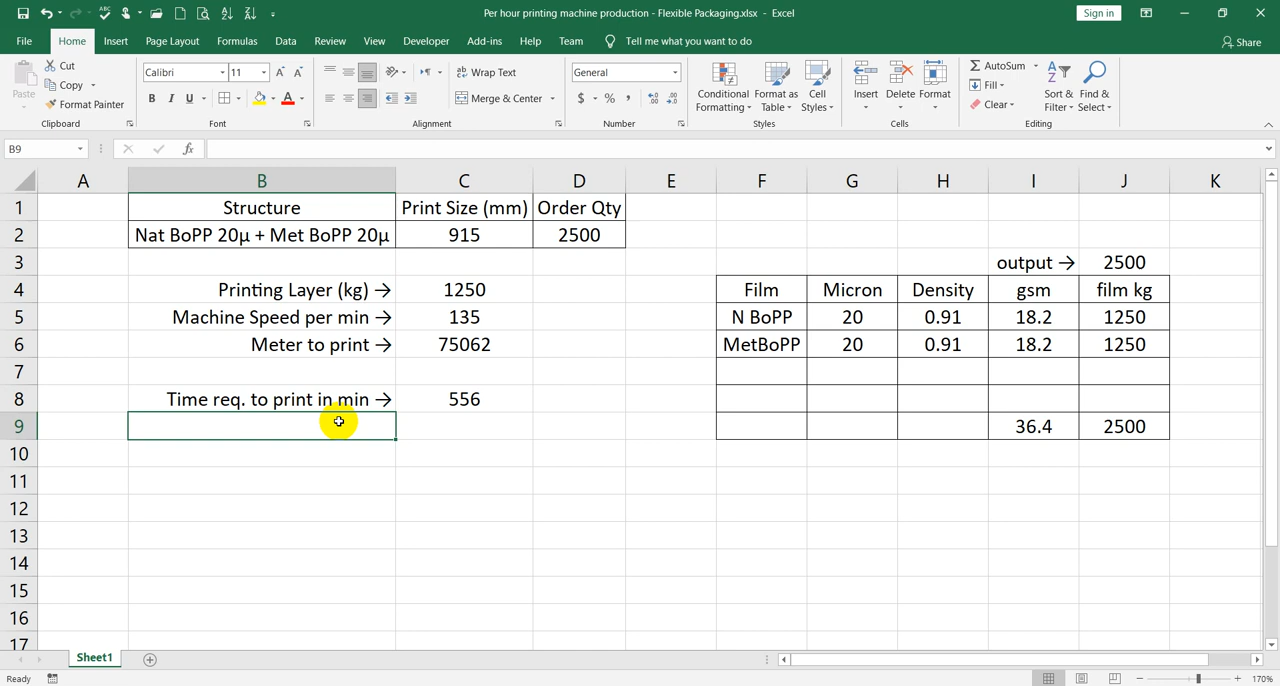 Per hour printing machine production - Flexible Packaging.xlsx - Excel
Sign in
File Home Insert Page Layout Formulas Data Review View Developer Add-ins Help Team Tell me what you want to do Share
Paste
Cut
Copy
Format Painter
Clipboard
Calibri 11
B I U
Font
Wrap Text
Merge & Center
Alignment
General
$ % ,
Number
Conditional Formatting
Format as Table
Cell Styles
Styles
Insert Delete Format
Cells
AutoSum
Fill
Clear
Sort & Filter
Find & Select
Editing
B9 fx
A B C D E F G H I J K
1 Structure Print Size (mm) Order Qty
2 Nat BoPP 20µ + Met BoPP 20µ 915 2500
3 output → 2500
4 Printing Layer (kg) → 1250 Film Micron Density gsm film kg
5 Machine Speed per min → 135 N BoPP 20 0.91 18.2 1250
6 Meter to print → 75062 MetBoPP 20 0.91 18.2 1250
7
8 Time req. to print in min → 556
9 36.4 2500
10
11
12
13
14
15
16
17
Sheet1
Ready 170%